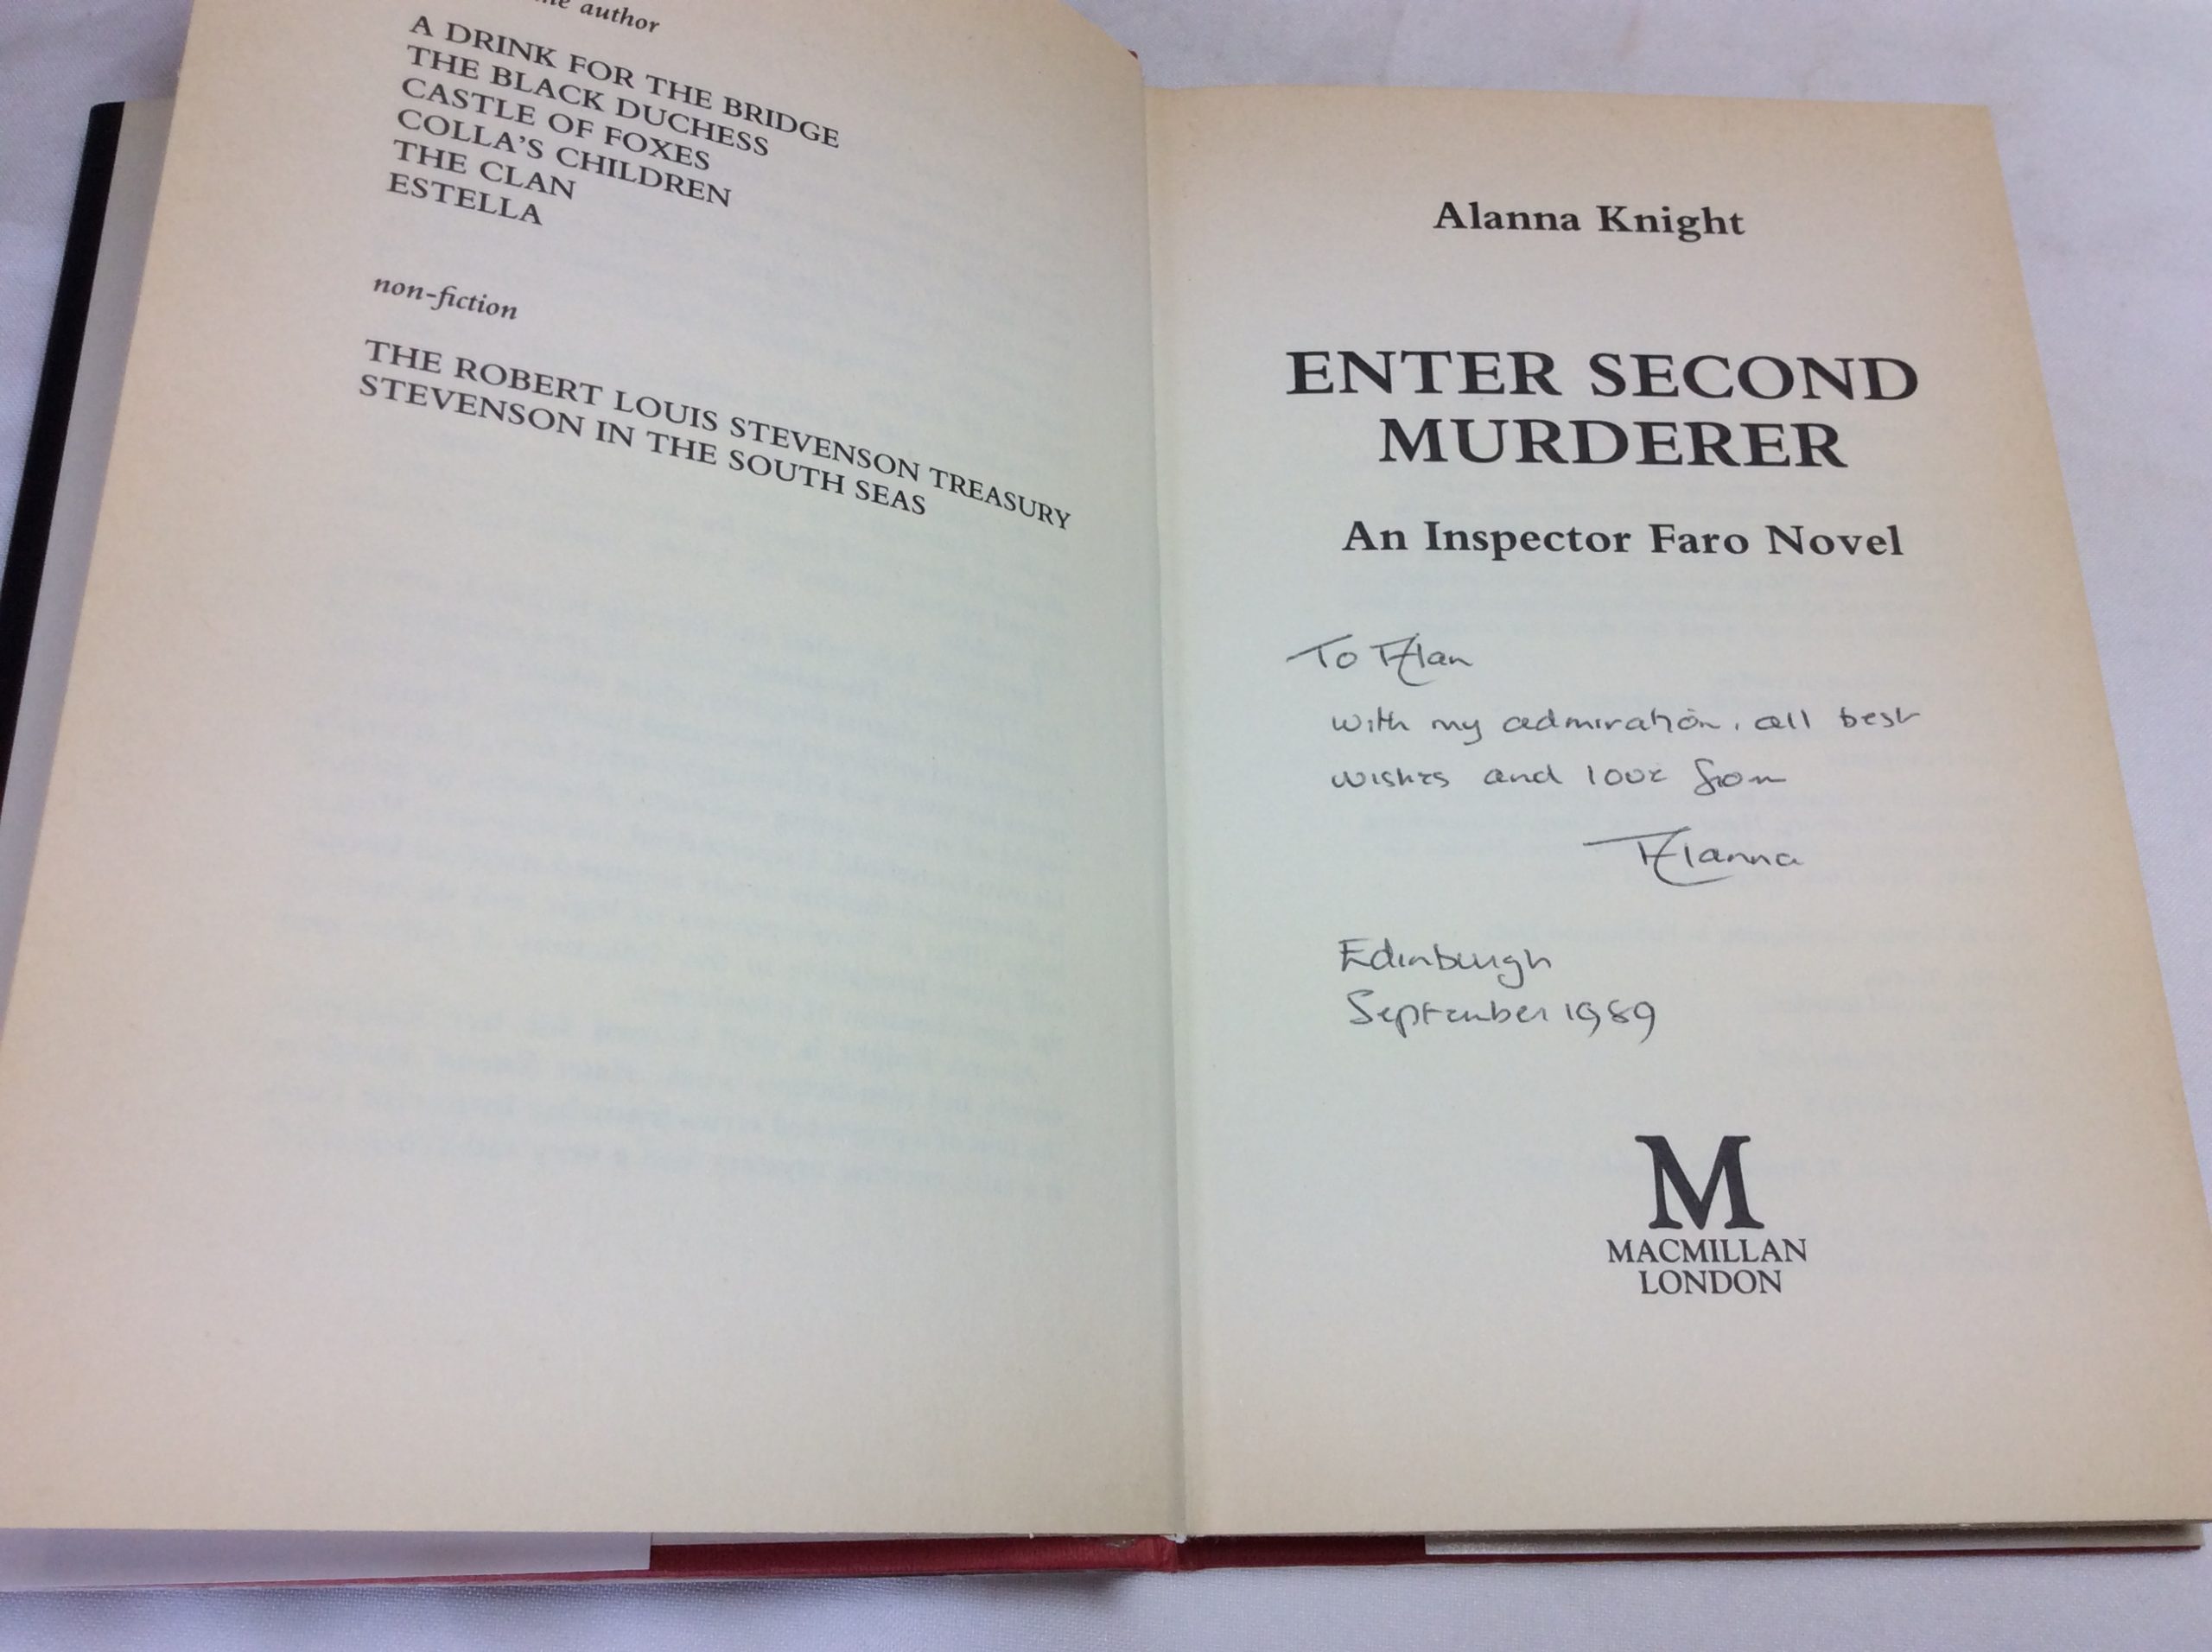 author
A DRINK FOR THE BRIDGE
THE BLACK DUCHESS
CASTLE OF FOXES
COLLA'S CHILDREN
THE CLAN
ESTELLA
non-fiction
THE ROBERT LOUIS STEVENSON TREASURY
STEVENSON IN THE SOUTH SEAS
Alanna Knight
ENTER SECOND
MURDERER
An Inspector Faro Novel
To Alan
with my admiration, all best
wishes and love from
Alanna
Edinburgh
September 1989
M
MACMILLAN
LONDON